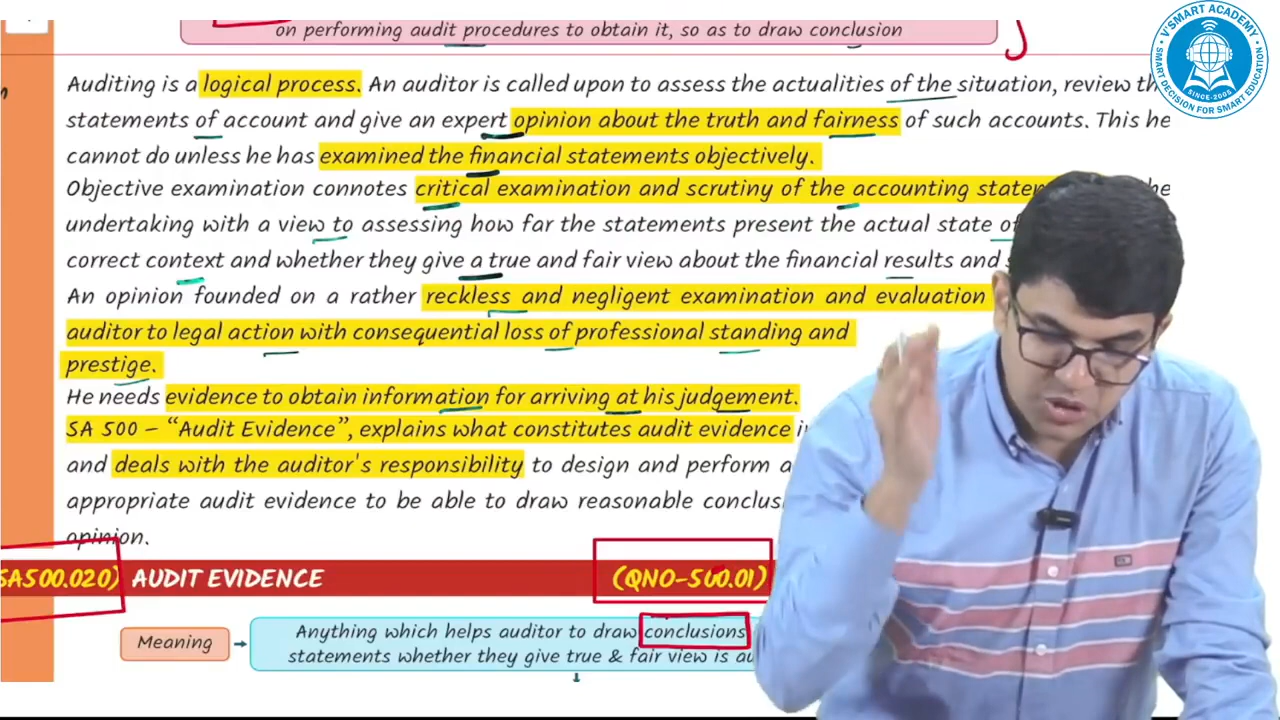 on performing audit procedures to obtain it, so as to draw conclusion
V'SMART ACADEMY
SMART DECISION FOR SMART EDUCATION
SINCE-2005
Auditing is a logical process. An auditor is called upon to assess the actualities of the situation, review
statements of account and give an expert opinion about the truth and fairness of such accounts. This he
cannot do unless he has examined the financial statements objectively.
Objective examination connotes critical examination and scrutiny of the accounting
undertaking with a view to assessing how far the statements present the actual state of
correct context and whether they give a true and fair view about the financial results and
An opinion founded on a rather reckless and negligent examination and evaluation
auditor to legal action with consequential loss of professional standing and
prestige.
He needs evidence to obtain information for arriving at his judgement.
SA 500 – “Audit Evidence”, explains what constitutes audit evidence
and deals with the auditor's responsibility to design and perform
appropriate audit evidence to be able to draw reasonable
opinion.
SA500.020) AUDIT EVIDENCE (QNO-500.01)
Meaning
Anything which helps auditor to draw conclusions
statements whether they give true & fair view is